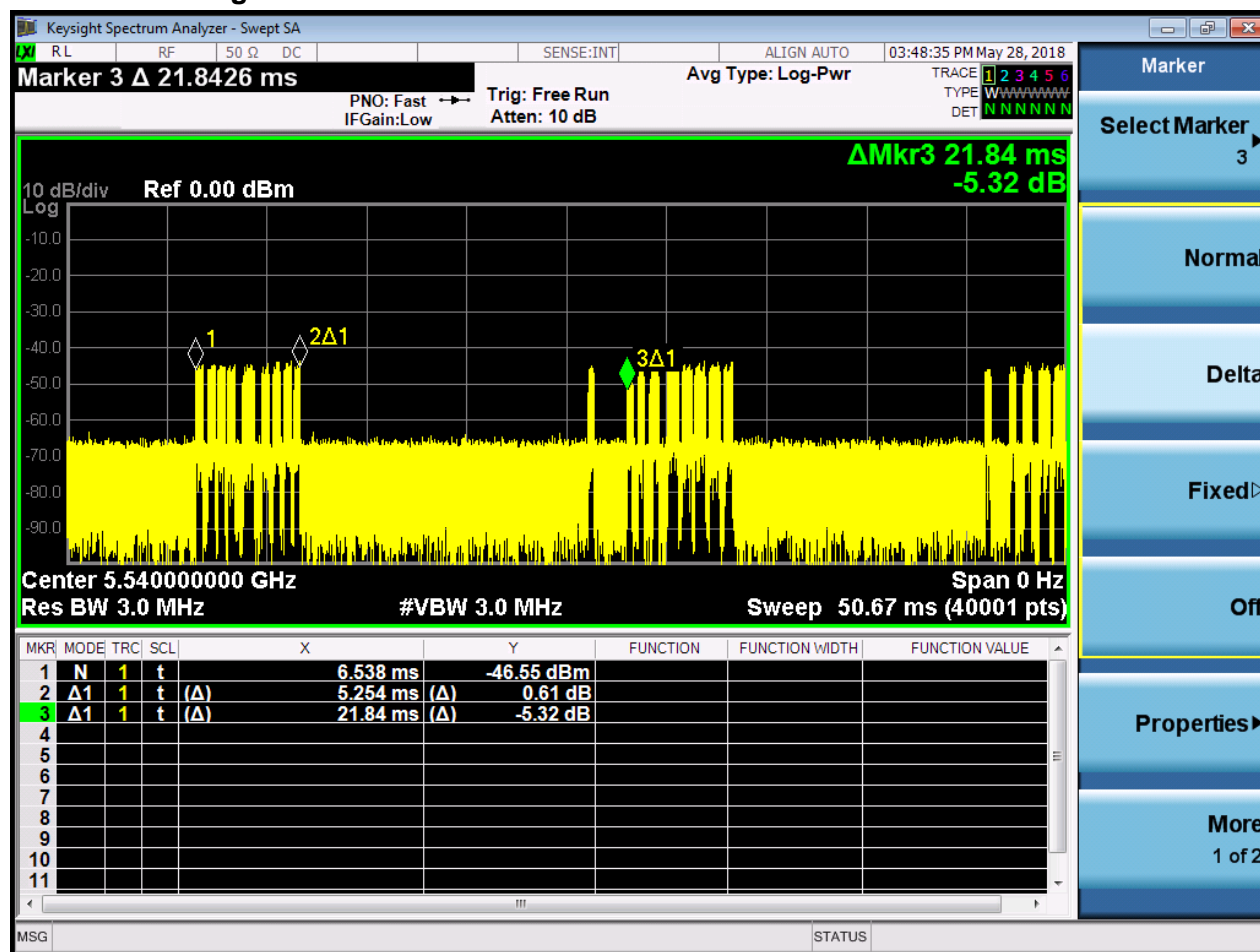 Keysight Spectrum Analyzer - Swept SA
LXI RL RF 50 Ω DC SENSE:INT ALIGN AUTO 03:48:35 PM May 28, 2018
Marker 3 Δ 21.8426 ms
Avg Type: Log-Pwr
TRACE 1 2 3 4 5 6
TYPE WWWWWW
DET N N N N N N
PNO: Fast
IFGain:Low
Trig: Free Run
Atten: 10 dB
ΔMkr3 21.84 ms
-5.32 dB
10 dB/div Ref 0.00 dBm
Log
-10.0
-20.0
-30.0
-40.0
-50.0
-60.0
-70.0
-80.0
-90.0
1
2Δ1
3Δ1
Center 5.540000000 GHz Span 0 Hz
Res BW 3.0 MHz #VBW 3.0 MHz Sweep 50.67 ms (40001 pts)
MKR MODE TRC SCL X Y FUNCTION FUNCTION WIDTH FUNCTION VALUE
1 N 1 t 6.538 ms -46.55 dBm
2 Δ1 1 t (Δ) 5.254 ms (Δ) 0.61 dB
3 Δ1 1 t (Δ) 21.84 ms (Δ) -5.32 dB
4
5
6
7
8
9
10
11
MSG STATUS
Marker
Select Marker
3
Normal
Delta
Fixed
Off
Properties
More
1 of 2